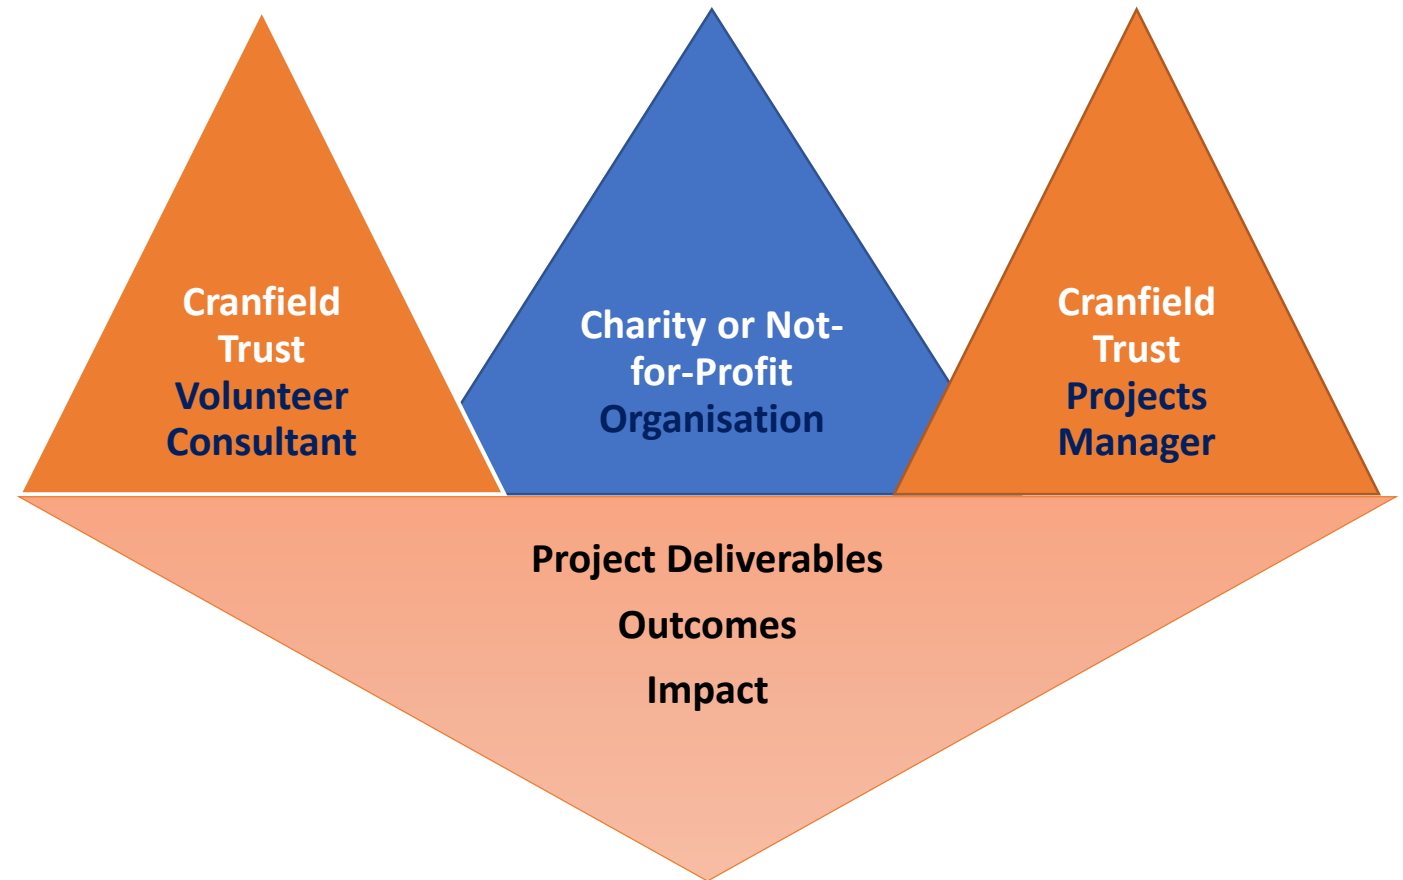 Cranfield
Trust
Volunteer
Consultant
Charity or Not-
for-Profit
Organisation
Cranfield
Trust
Projects
Manager
Project Deliverables
Outcomes
Impact